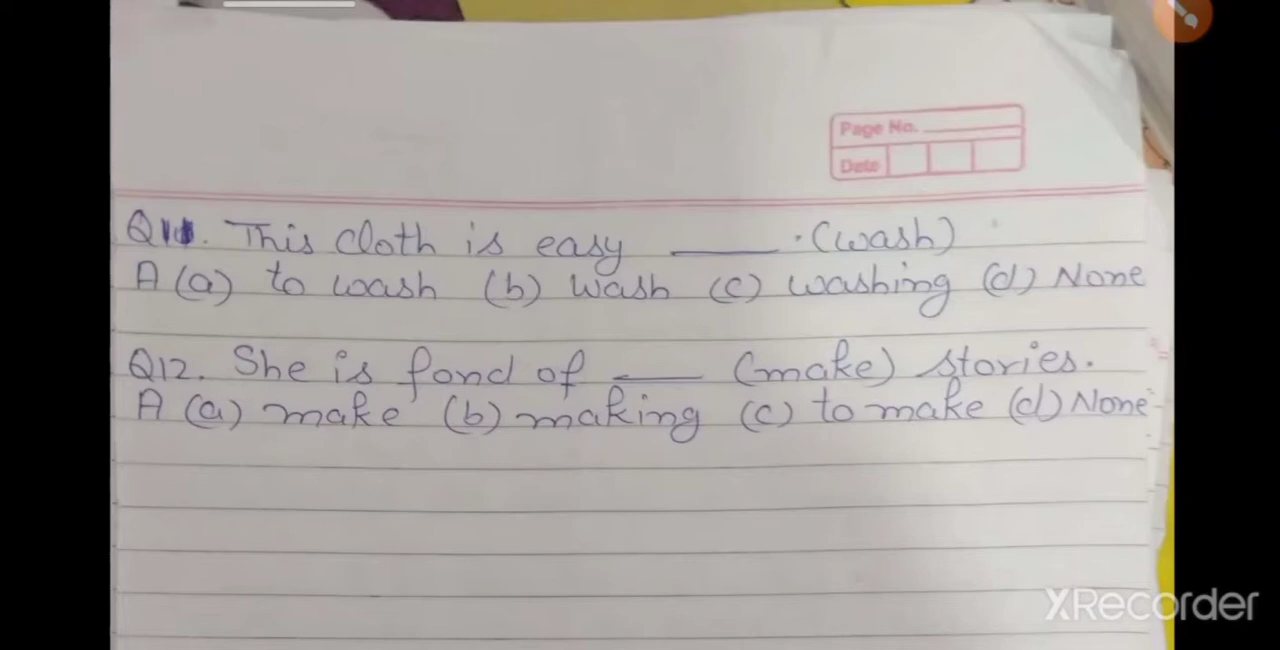 Page No.
Date
Q11. This cloth is easy ____ . (wash)
A (a) to wash (b) wash (c) washing (d) None
Q12. She is fond of ____ (make) stories.
A (a) make (b) making (c) to make (d) None
XRecorder